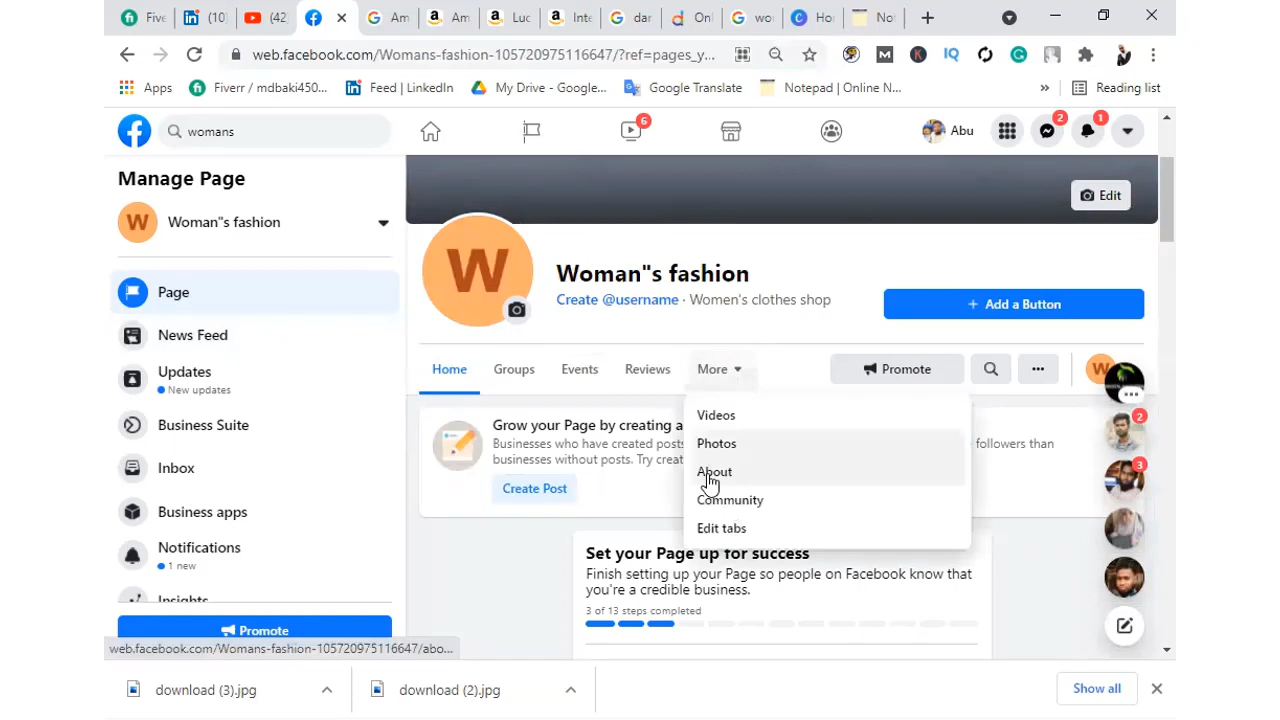 Five
(10)
(42
Am
Am
Luc
Inte
dar
Onl
wo
Ho
No
web.facebook.com/Womans-fashion-105720975116647/?ref=pages_y...
Apps
Fiverr / mdbaki450...
Feed | LinkedIn
My Drive - Google...
Google Translate
Notepad | Online N...
»
Reading list
womans
6
Abu
2
1
Manage Page
Edit
W
Woman"s fashion
W
Woman"s fashion
Create @username · Women's clothes shop
+ Add a Button
Page
News Feed
Updates
New updates
Business Suite
Inbox
Business apps
Notifications
1 new
Insights
Promote
Home
Groups
Events
Reviews
More
Promote
W
Videos
Photos
About
Community
Edit tabs
2
3
Grow your Page by creating a
Businesses who have created posts
followers than
businesses without posts. Try creat
Create Post
Set your Page up for success
Finish setting up your Page so people on Facebook know that
you're a credible business.
3 of 13 steps completed
web.facebook.com/Womans-fashion-105720975116647/abo...
download (3).jpg
download (2).jpg
Show all